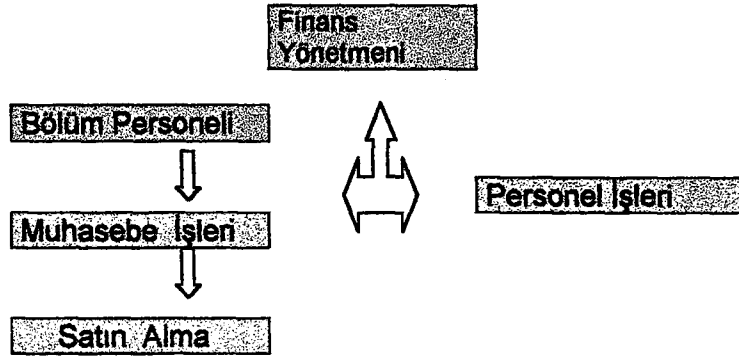 Finans
Yönetmeni
Bölüm Personeli
Muhasebe İşleri
Personel İşleri
Satın Alma